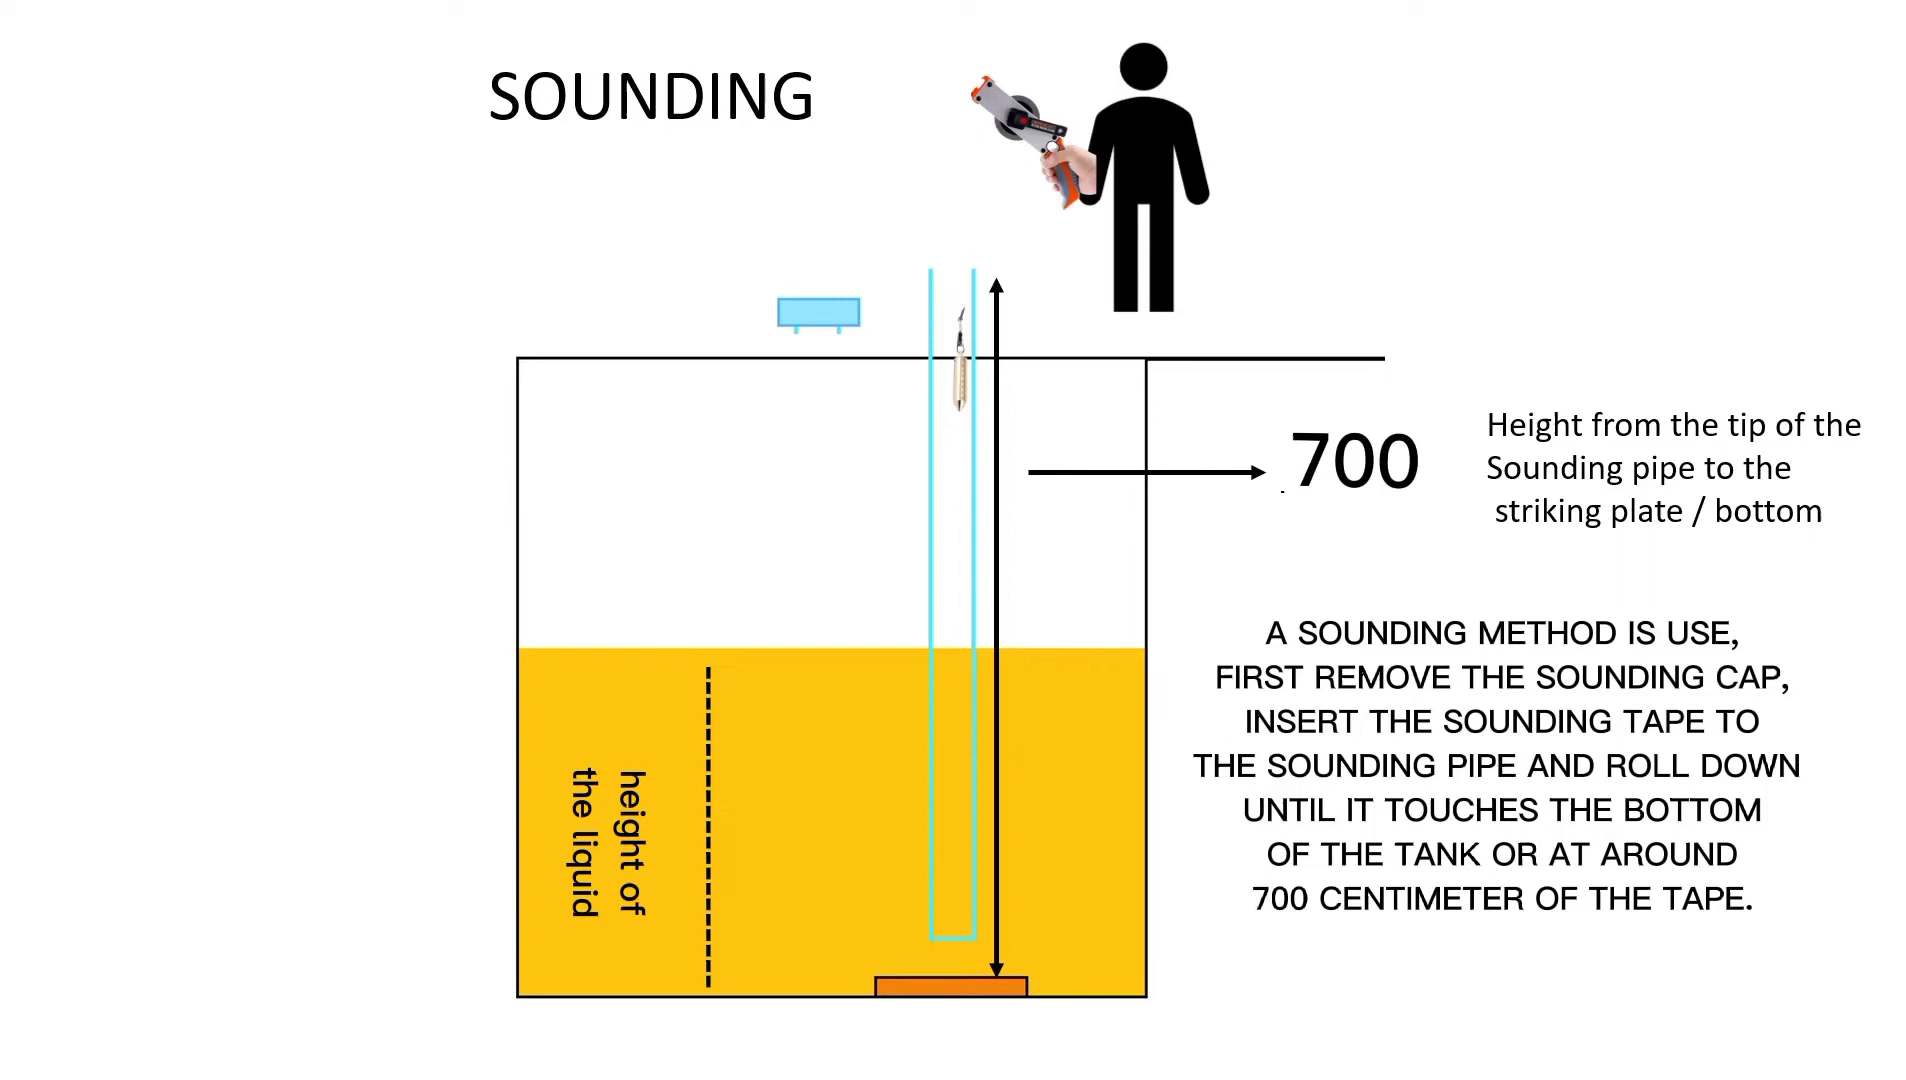 SOUNDING
700
Height from the tip of the
Sounding pipe to the
striking plate / bottom
A SOUNDING METHOD IS USE,
FIRST REMOVE THE SOUNDING CAP,
INSERT THE SOUNDING TAPE TO
THE SOUNDING PIPE AND ROLL DOWN
UNTIL IT TOUCHES THE BOTTOM
OF THE TANK OR AT AROUND
700 CENTIMETER OF THE TAPE.
height of
the liquid